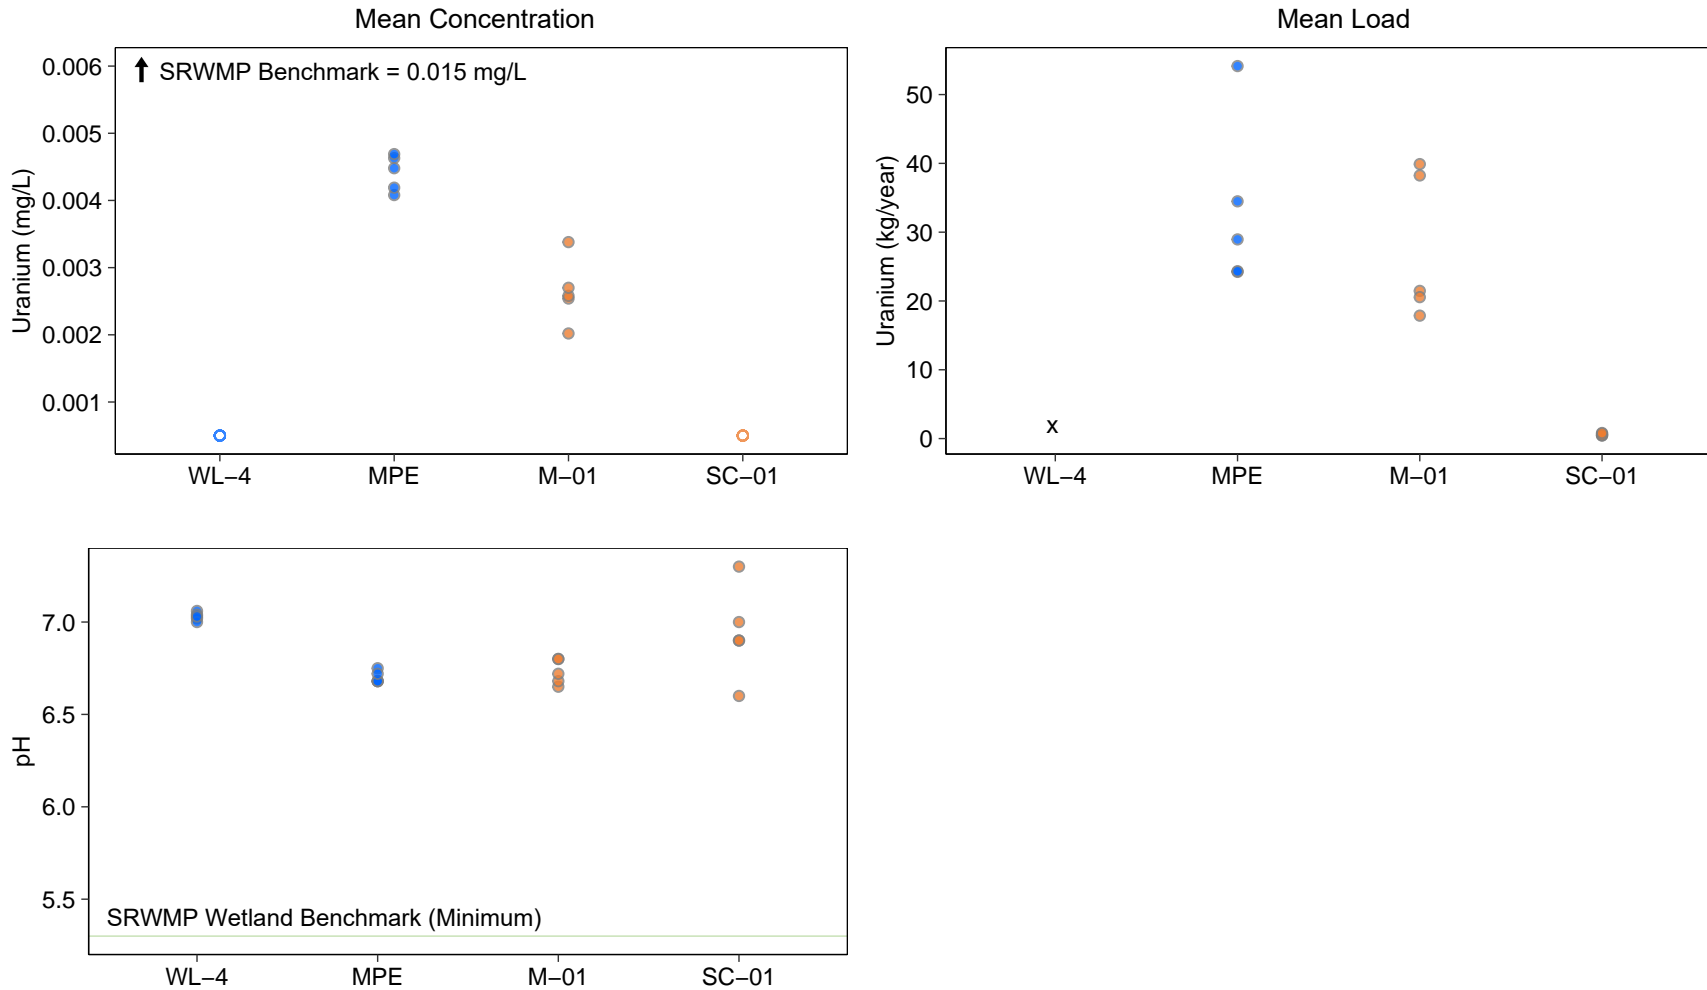 Mean Concentration
Mean Load
SRWMP Benchmark = 0.015 mg/L
Uranium (mg/L)
0.006
0.005
0.004
0.003
0.002
0.001
WL−4 MPE M−01 SC−01
Uranium (kg/year)
50
40
30
20
10
0
x
WL−4 MPE M−01 SC−01
pH
7.0
6.5
6.0
5.5
SRWMP Wetland Benchmark (Minimum)
WL−4 MPE M−01 SC−01